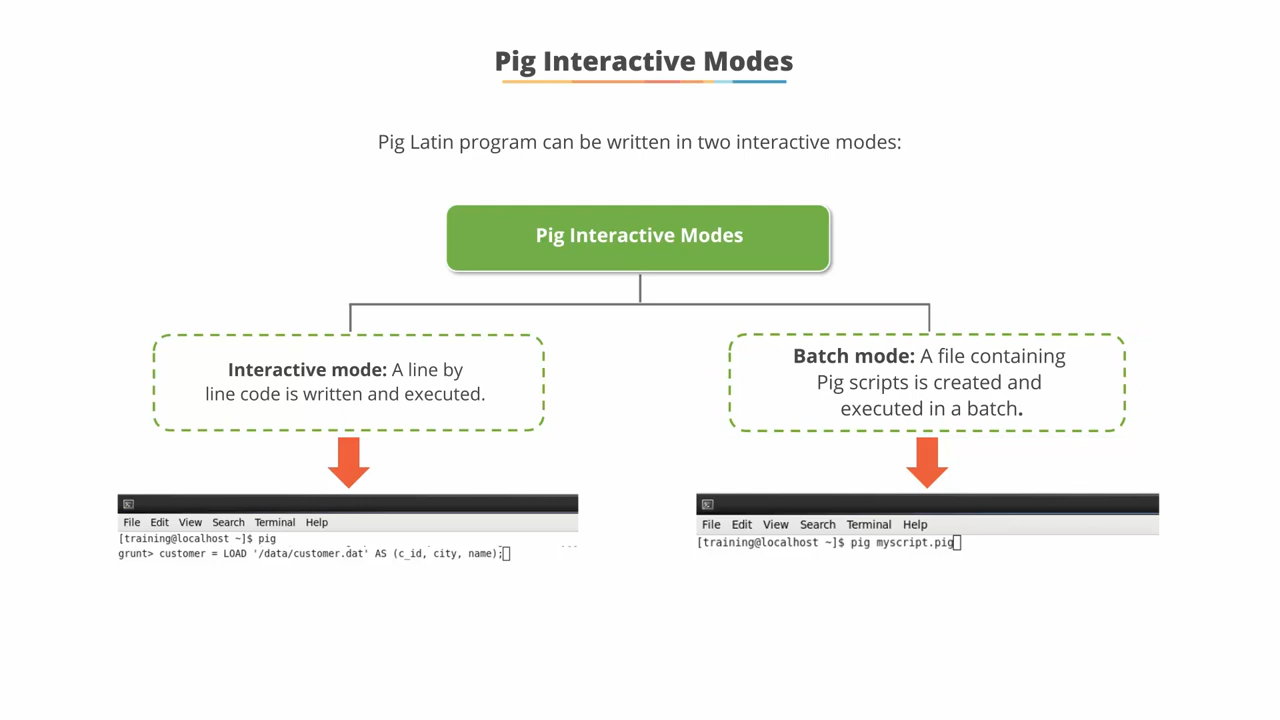 Pig Interactive Modes
Pig Latin program can be written in two interactive modes:
Pig Interactive Modes
Interactive mode: A line by
line code is written and executed.
Batch mode: A file containing
Pig scripts is created and
executed in a batch.
File Edit View Search Terminal Help
[training@localhost ~]$ pig
grunt> customer = LOAD '/data/customer.dat' AS (c_id, city, name);
File Edit View Search Terminal Help
[training@localhost ~]$ pig myscript.pig